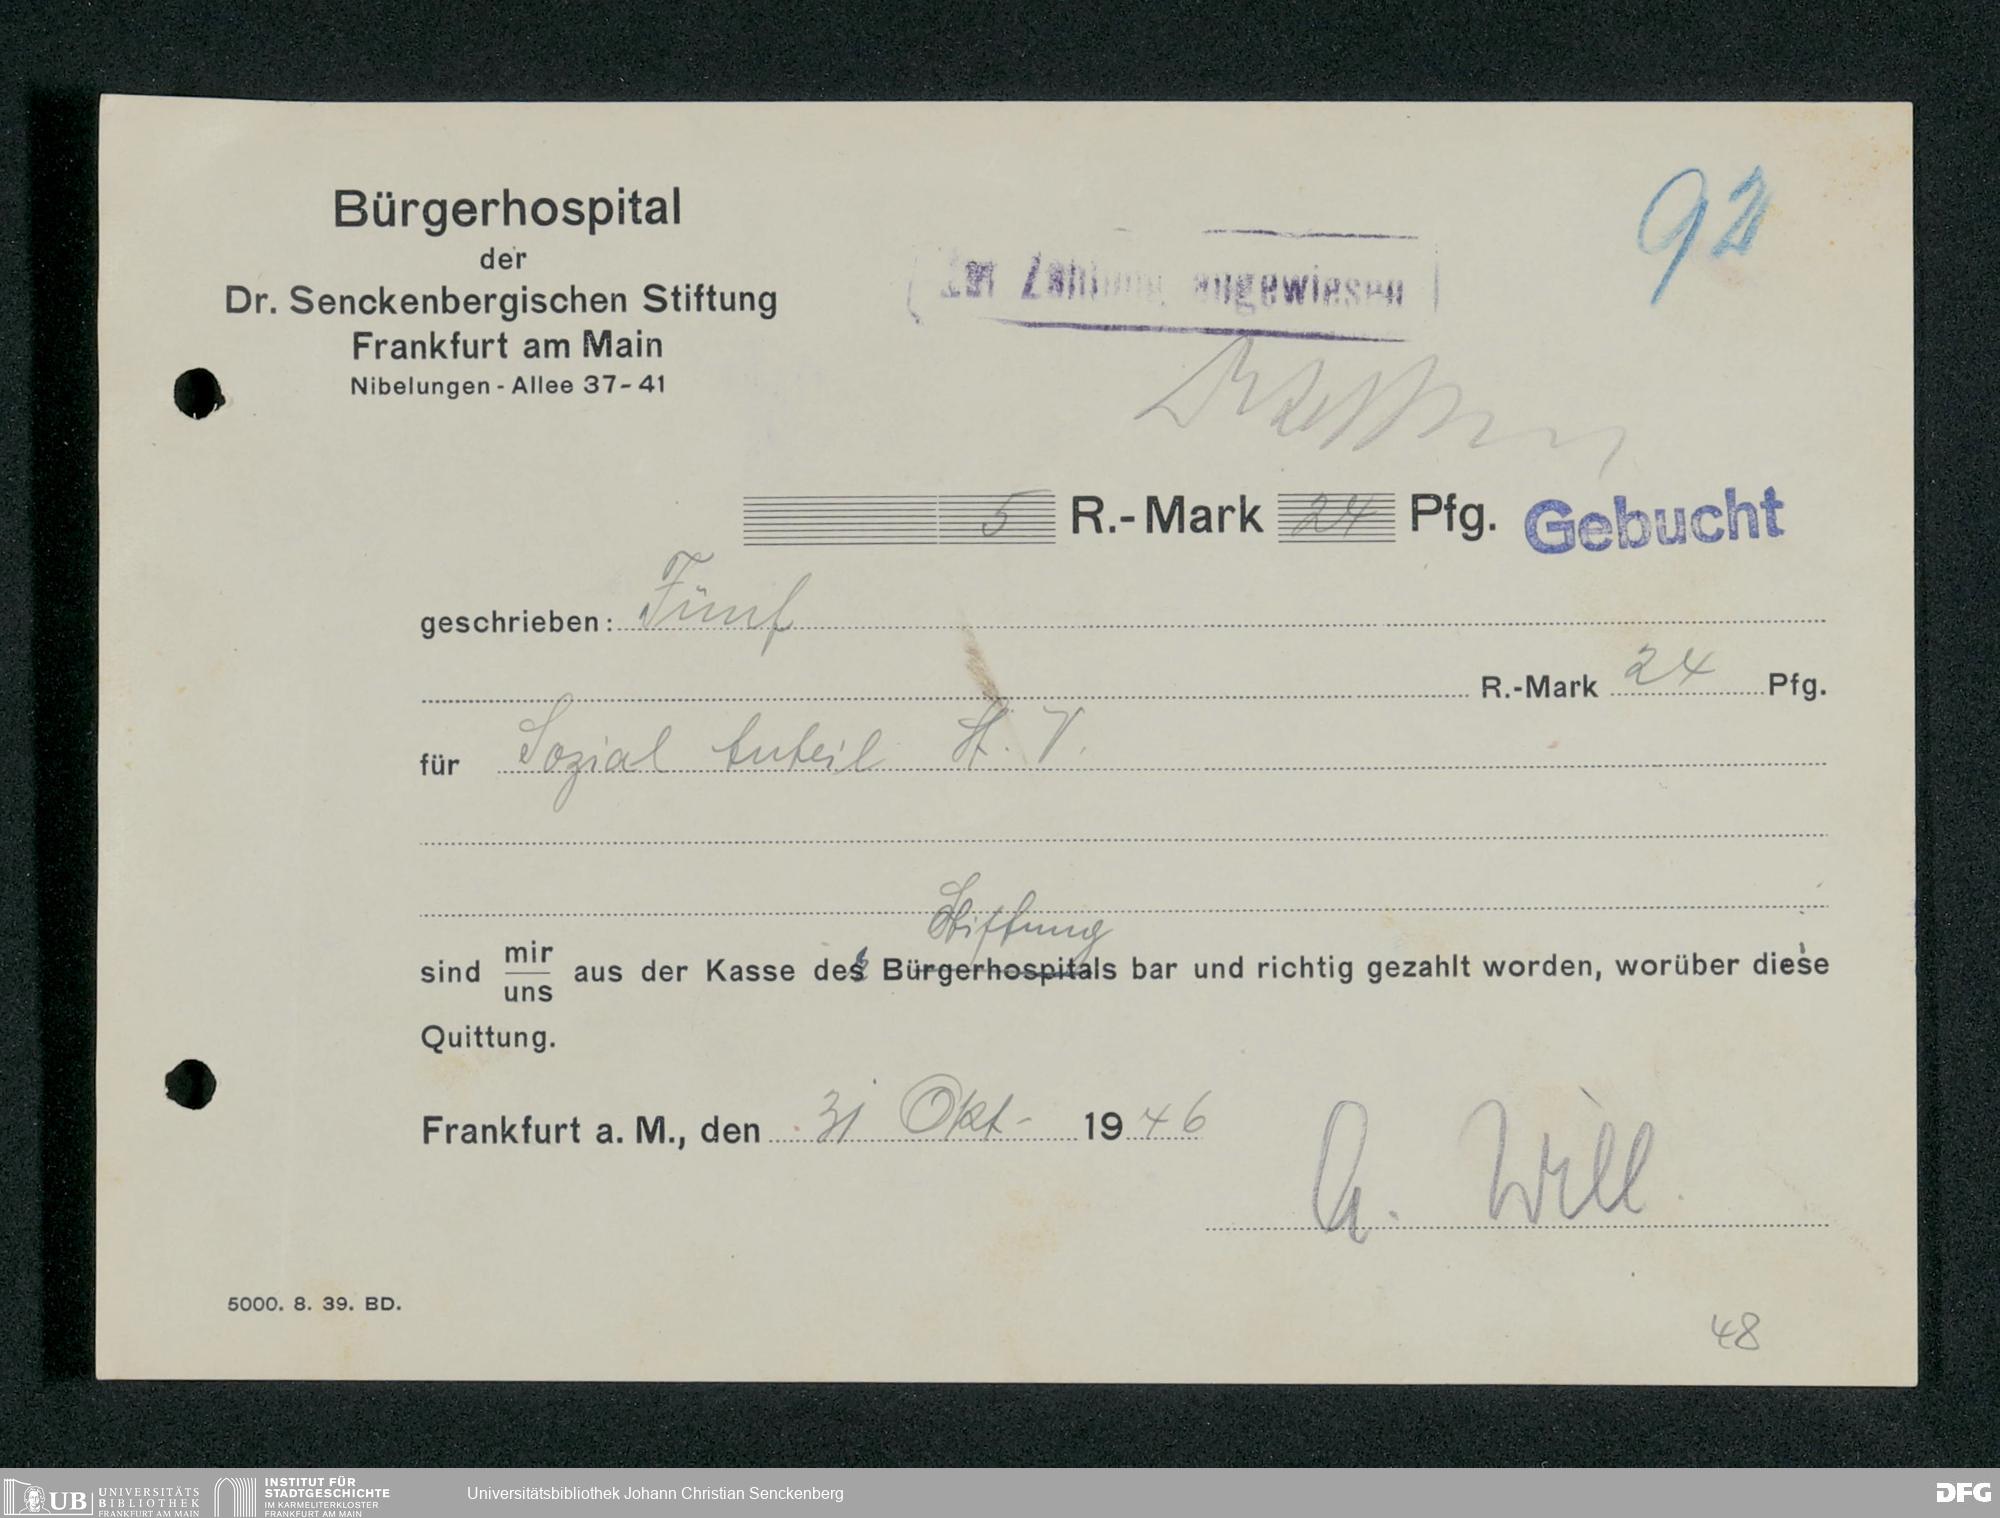 Bürgerhospital
der
Dr. Senckenbergischen Stiftung
Frankfurt am Main
Nibelungen - Allee 37-41
92
Zur Zahlung angewiesen
5 R.-Mark 24 Pfg. Gebucht
geschrieben: Fünf
R.-Mark 24 Pfg.
für Sozial Anteil St. V.
Stiftung
sind mir/uns aus der Kasse des Bürgerhospitals bar und richtig gezahlt worden, worüber diese
Quittung.
Frankfurt a. M., den 31 Okt- 1946
A. Will.
5000. 8. 39. BD.
48
UB UNIVERSITÄTS
BIBLIOTHEK
FRANKFURT AM MAIN
INSTITUT FÜR
STADTGESCHICHTE
IM KARMELITERKLOSTER
FRANKFURT AM MAIN
Universitätsbibliothek Johann Christian Senckenberg
DFG